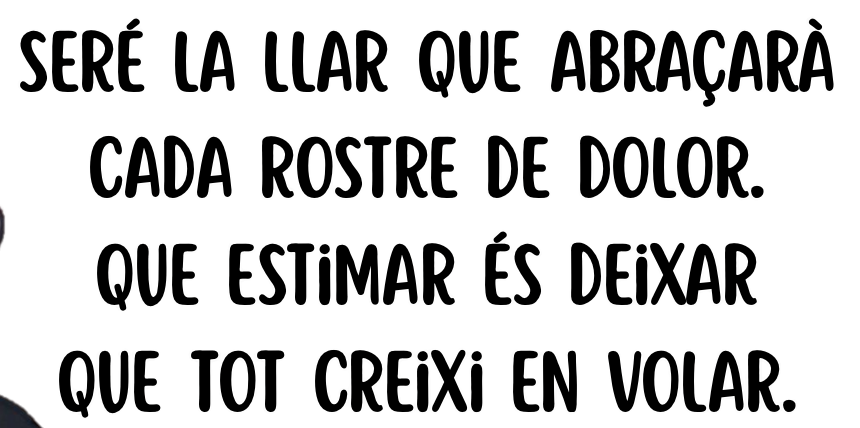 SERÉ LA LLAR QUE ABRAÇARÀ
CADA ROSTRE DE DOLOR.
QUE ESTiMAR ÉS DEiXAR
QUE TOT CREiXi EN VOLAR.